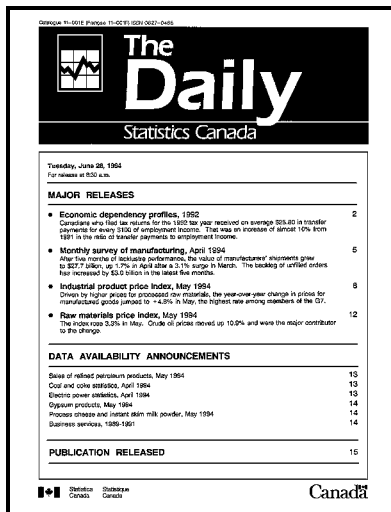 Catalogue 11-001E (Français 11-001F) ISSN 0827-0465
The
Daily
Statistics Canada
Tuesday, June 28, 1994
For release at 8:30 a.m.
MAJOR RELEASES
● Economic dependency profiles, 1992 2
Canadians who filed tax returns for the 1992 tax year received on average $25.80 in transfer
payments for every $100 of employment income. That was an increase of almost 10% from
1991 in the ratio of transfer payments to employment income.
● Monthly survey of manufacturing, April 1994 5
After five months of lacklustre performance, the value of manufacturers' shipments grew
to $27.7 billion, up 1.7% in April after a 3.1% surge in March. The backlog of unfilled orders
has increased by $3.0 billion in the latest five months.
● Industrial product price index, May 1994 8
Driven by higher prices for processed raw materials, the year-over-year change in prices for
manufactured goods jumped to +4.8% in May, the highest rate among members of the G7.
● Raw materials price index, May 1994 12
The index rose 3.3% in May. Crude oil prices moved up 10.9% and were the major contributor
to the change.
DATA AVAILABILITY ANNOUNCEMENTS
Sales of refined petroleum products, May 1994 13
Coal and coke statistics, April 1994 13
Electric power statistics, April 1994 13
Gypsum products, May 1994 14
Process cheese and instant skim milk powder, May 1994 14
Business services, 1989-1991 14
PUBLICATION RELEASED 15
Statistics Statistique
Canada Canada
Canada